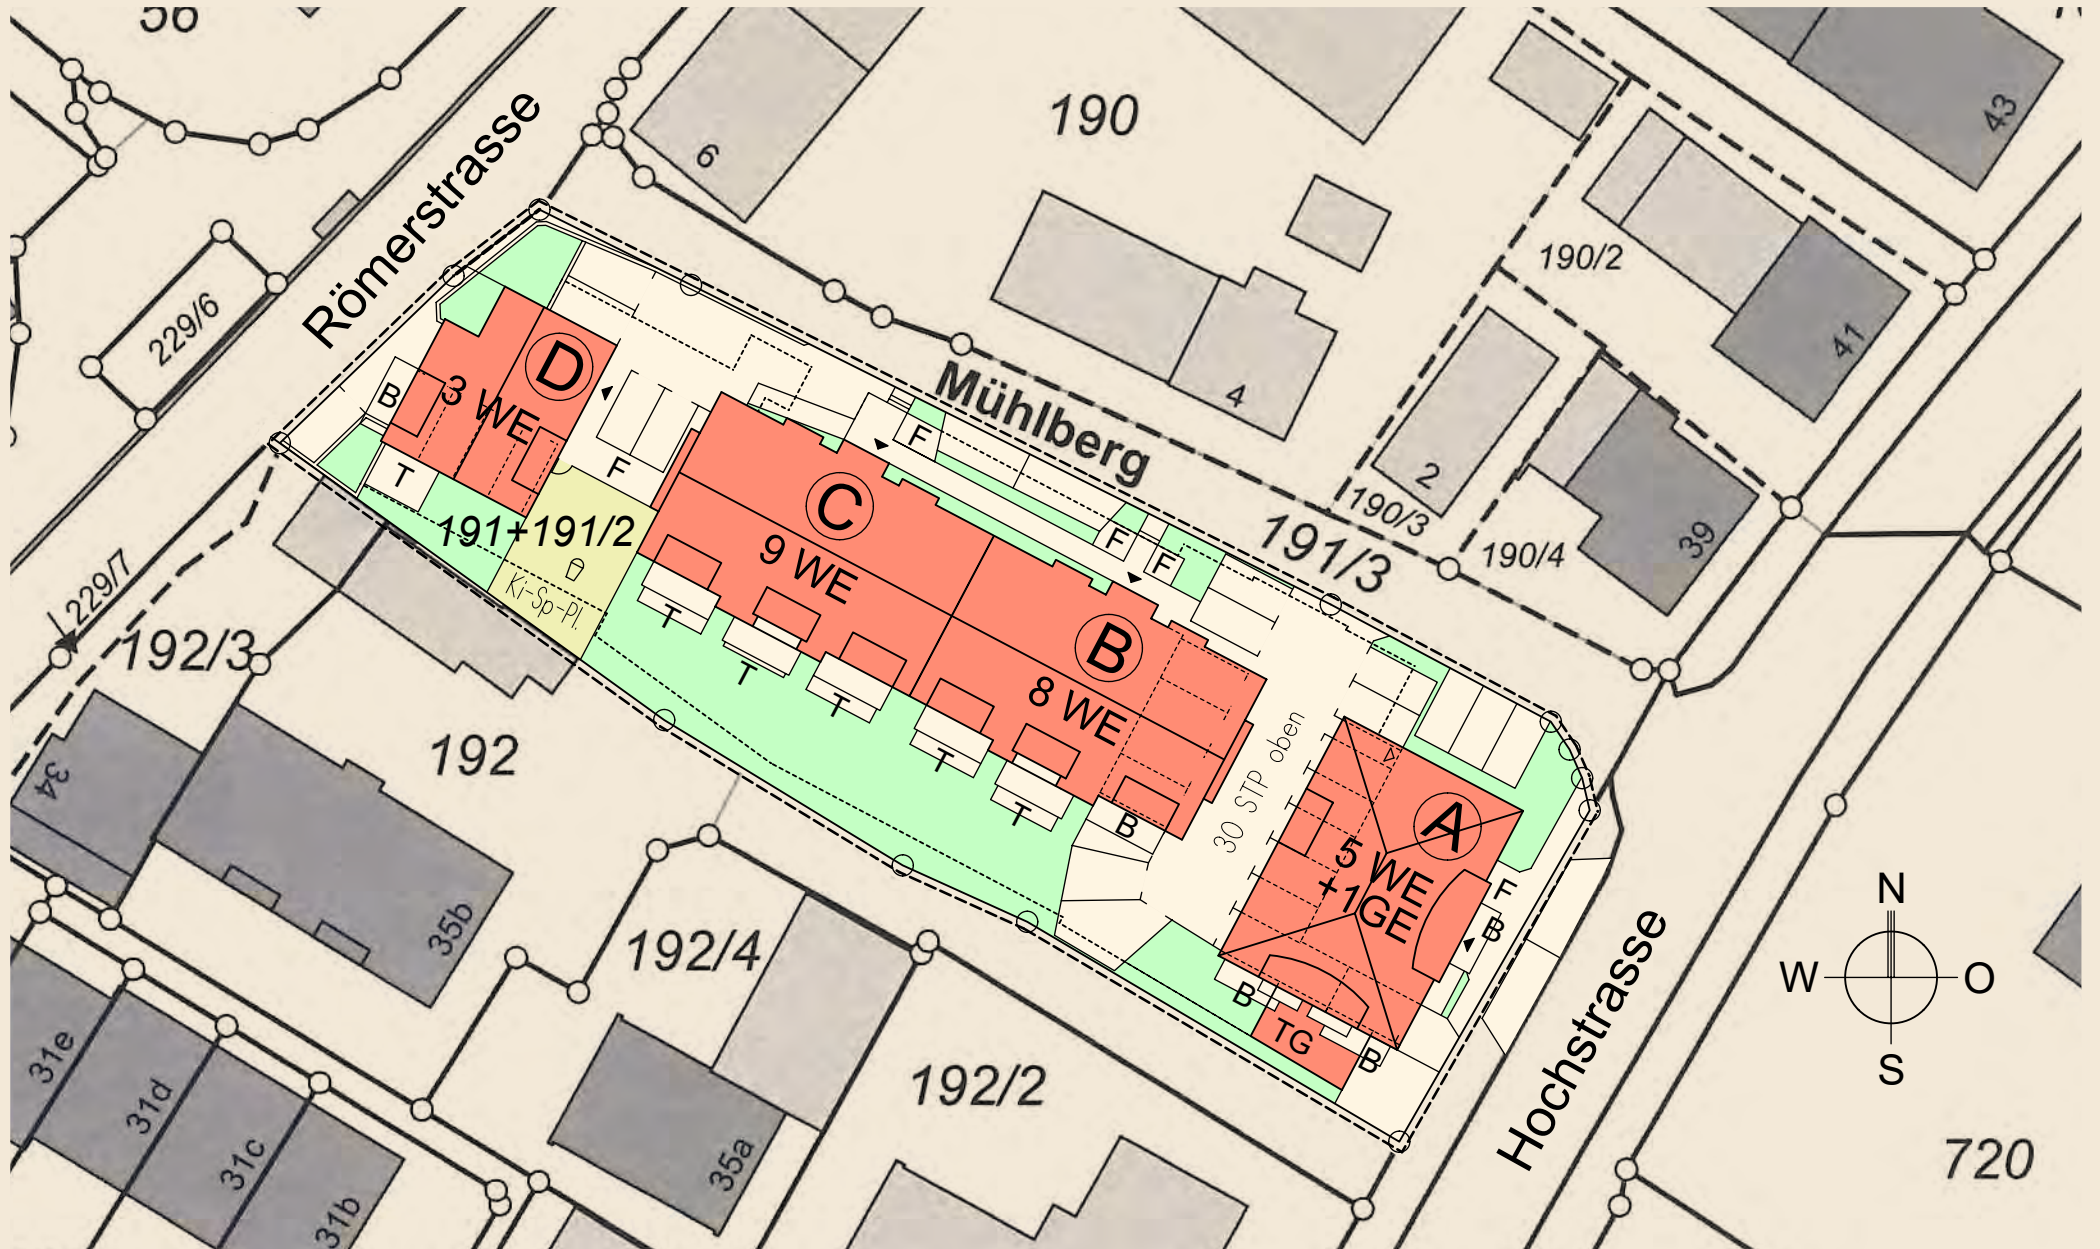 56
Römerstrasse
6
190
43
190/2
229/6
41
Mühlberg
4
2
190/3
190/4
39
191/3
D
3 WE
B
T
F
C
9 WE
F
F
F
191+191/2
Ki-Sp-Pl.
T
T
T
T
T
B
8 WE
B
30 STP oben
A
5 WE
+1GE
F
B
B
TG
B
229/7
192/3
192
34
35b
192/4
192/2
35a
31e
31d
31c
31b
Hochstrasse
N
W
O
S
720